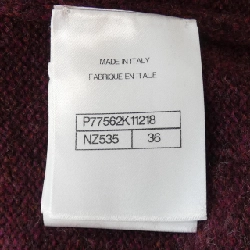 MADE IN ITALY
FABRIQUE EN ITALIE
P77562K11218
NZ535 36